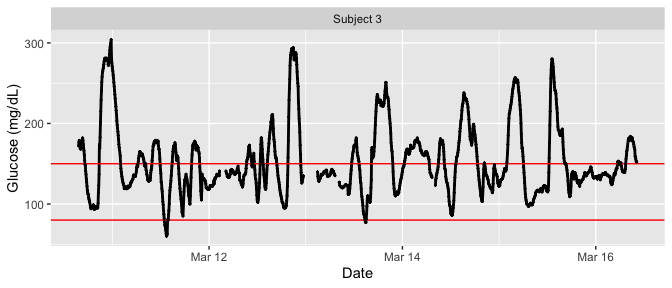 Subject 3
Glucose (mg/dL)
300
200
100
Mar 12
Mar 14
Mar 16
Date